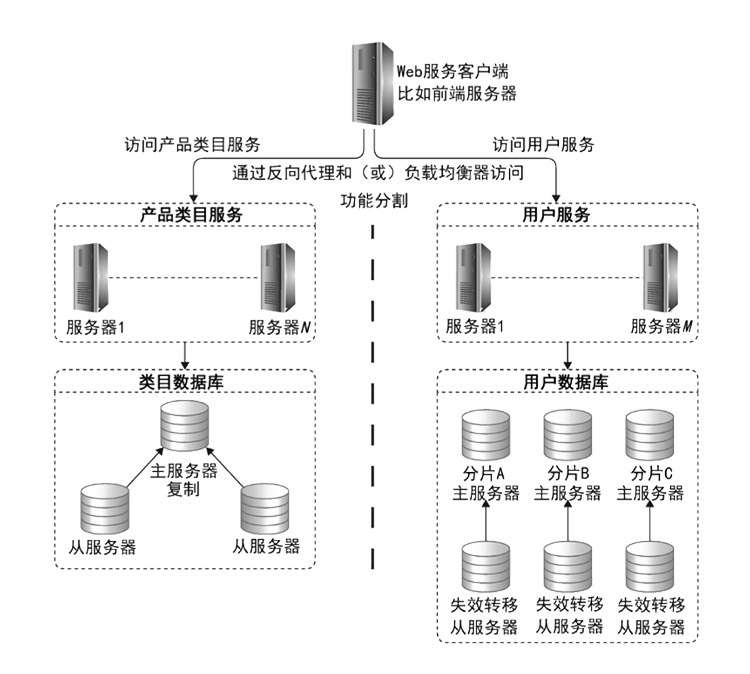 Web服务客户端
比如前端服务器
访问产品类目服务
访问用户服务
通过反向代理和（或）负载均衡器访问
功能分割
产品类目服务
服务器1
服务器N
类目数据库
主服务器
复制
从服务器
从服务器
用户服务
服务器1
服务器M
用户数据库
分片A
主服务器
分片B
主服务器
分片C
主服务器
失效转移
从服务器
失效转移
从服务器
失效转移
从服务器